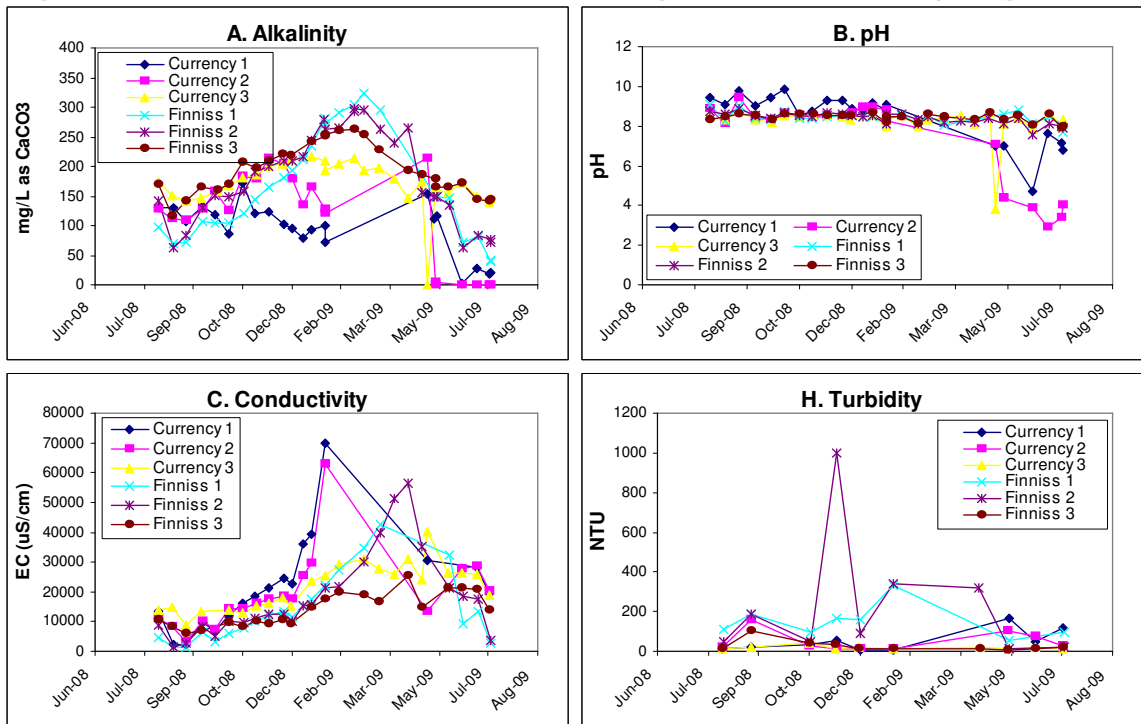 A. Alkalinity
mg/L as CaCO3
400
350
300
250
200
150
100
50
0
Currency 1
Currency 2
Currency 3
Finniss 1
Finniss 2
Finniss 3
Jun-08
Jul-08
Sep-08
Oct-08
Dec-08
Feb-09
Mar-09
May-09
Jul-09
Aug-09
B. pH
pH
12
10
8
6
4
2
0
Currency 1 Currency 2
Currency 3 Finniss 1
Finniss 2 Finniss 3
Jun-08
Jul-08
Sep-08
Oct-08
Dec-08
Feb-09
Mar-09
May-09
Jul-09
Aug-09
C. Conductivity
EC (uS/cm)
80000
70000
60000
50000
40000
30000
20000
10000
0
Currency 1
Currency 2
Currency 3
Finniss 1
Finniss 2
Finniss 3
Jun-08
Jul-08
Sep-08
Oct-08
Dec-08
Feb-09
Mar-09
May-09
Jul-09
Aug-09
H. Turbidity
NTU
1200
1000
800
600
400
200
0
Currency 1
Currency 2
Currency 3
Finniss 1
Finniss 2
Finniss 3
Jun-08
Jul-08
Sep-08
Oct-08
Dec-08
Feb-09
Mar-09
May-09
Jul-09
Aug-09